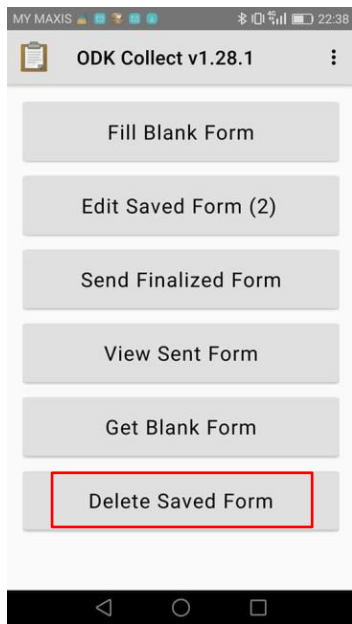 MY MAXIS 22:38
ODK Collect v1.28.1
Fill Blank Form
Edit Saved Form (2)
Send Finalized Form
View Sent Form
Get Blank Form
Delete Saved Form